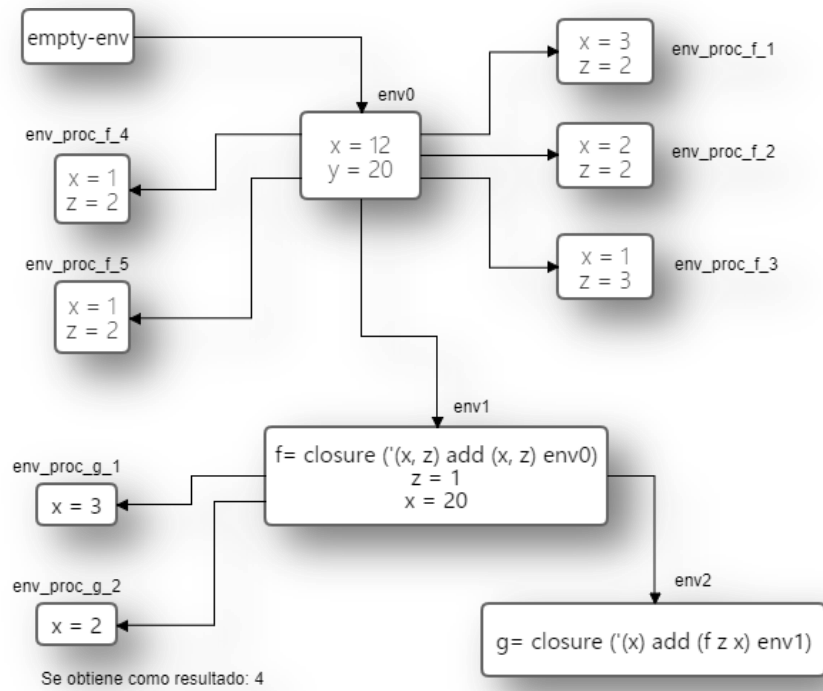 empty-env
x = 3
z = 2
env_proc_f_1
env0
env_proc_f_4
x = 12
y = 20
x = 2
z = 2
env_proc_f_2
x = 1
z = 2
env_proc_f_5
x = 1
z = 3
env_proc_f_3
x = 1
z = 2
env1
f= closure ('(x, z) add (x, z) env0)
z = 1
x = 20
env_proc_g_1
x = 3
env_proc_g_2
x = 2
env2
g= closure ('(x) add (f z x) env1)
Se obtiene como resultado: 4